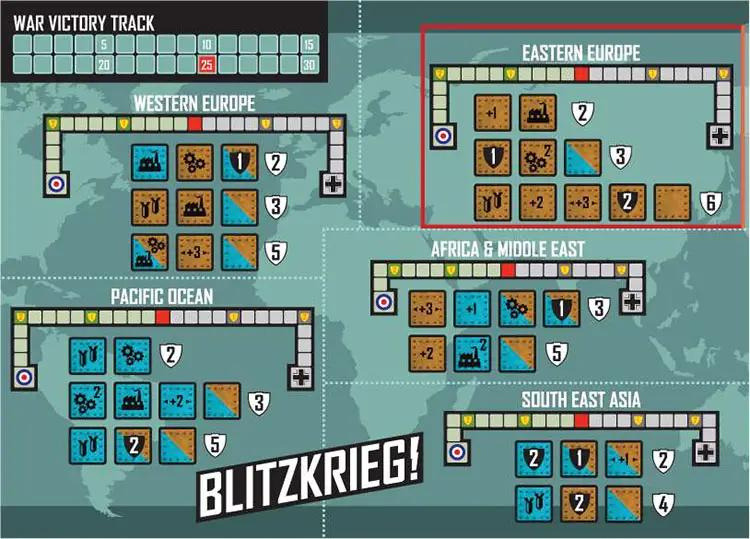 WAR VICTORY TRACK
5 10 15
20 25 30
EASTERN EUROPE
+1 2
1 2 3
+2 +3 2 6
WESTERN EUROPE
1 2
3
+3 5
AFRICA & MIDDLE EAST
+3 +1 1 3
+2 2 5
PACIFIC OCEAN
2
2 +2 3
2 5
SOUTH EAST ASIA
2 1 +1 2
2 4
BLITZKRIEG!